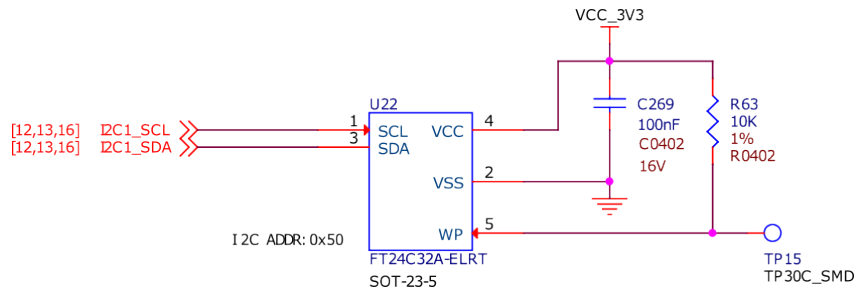 VCC_3V3
U22
C269
R63
[12,13,16] I2C1_SCL
1
SCL
VCC
4
100nF
10K
[12,13,16] I2C1_SDA
3
SDA
C0402
1%
16V
R0402
VSS
2
I2C ADDR: 0x50
WP
5
FT24C32A-ELRT
SOT-23-5
TP15
TP30C_SMD